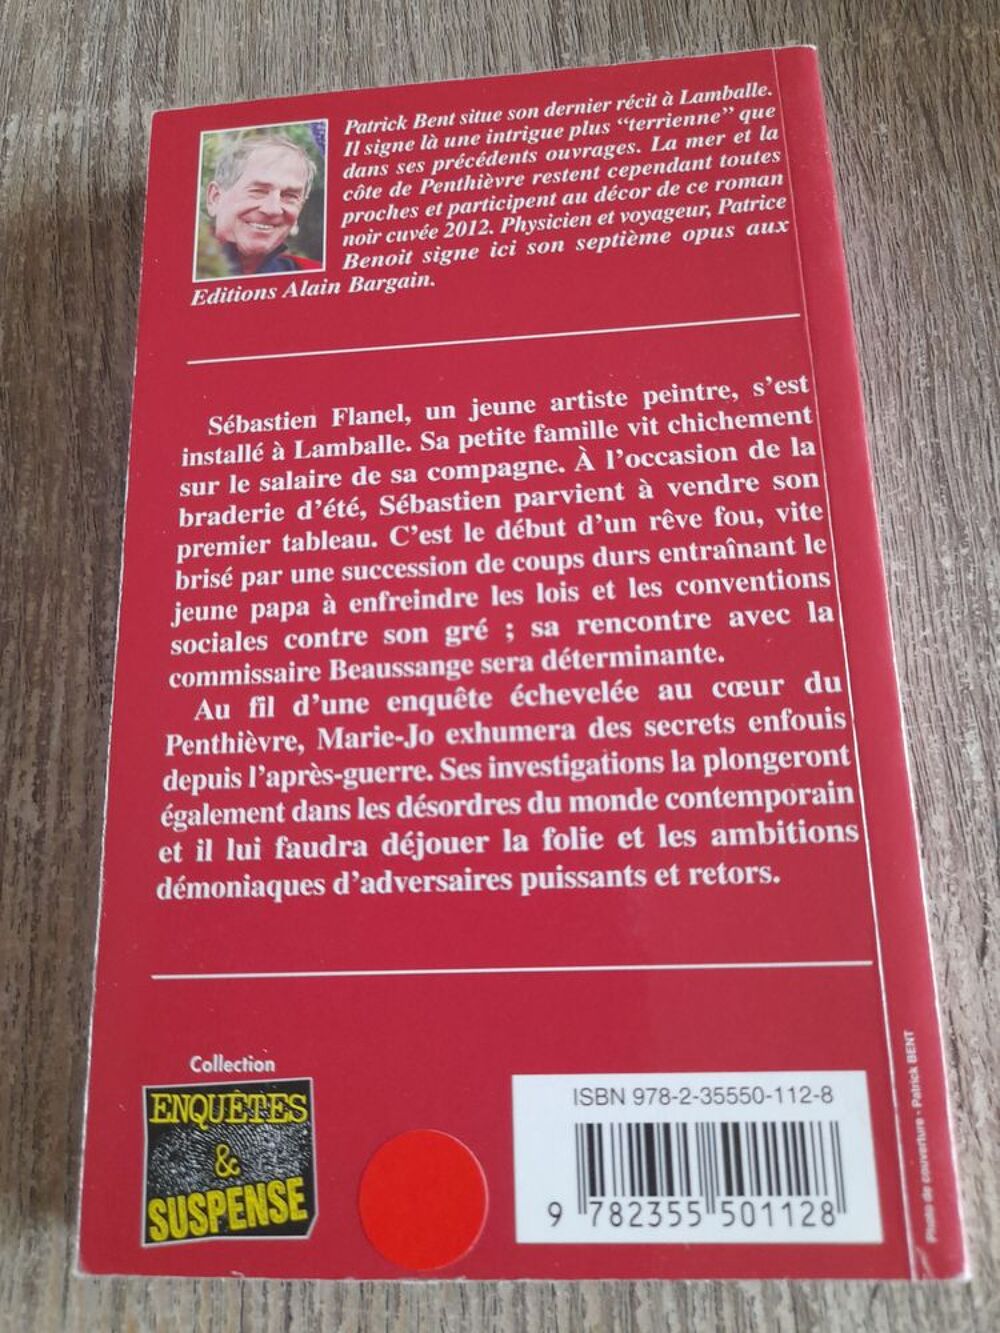 Patrick Bent situe son dernier récit à Lamballe.
Il signe là une intrigue plus “terrienne” que
dans ses précédents ouvrages. La mer et la
côte de Penthièvre restent cependant toutes
proches et participent au décor de ce roman
noir cuvée 2012. Physicien et voyageur, Patrice
Benoit signe ici son septième opus aux
Editions Alain Bargain.
Sébastien Flanel, un jeune artiste peintre, s’est
installé à Lamballe. Sa petite famille vit chichement
sur le salaire de sa compagne. À l’occasion de la
braderie d’été, Sébastien parvient à vendre son
premier tableau. C’est le début d’un rêve fou, vite
brisé par une succession de coups durs entraînant le
jeune papa à enfreindre les lois et les conventions
sociales contre son gré ; sa rencontre avec la
commissaire Beaussange sera déterminante.
Au fil d’une enquête échevelée au cœur du
Penthièvre, Marie-Jo exhumera des secrets enfouis
depuis l’après-guerre. Ses investigations la plongeront
également dans les désordres du monde contemporain
et il lui faudra déjouer la folie et les ambitions
démoniaques d’adversaires puissants et retors.
Collection
ENQUÊTES
&
SUSPENSE
ISBN 978-2-35550-112-8
9 782355 501128
Photo de couverture - Patrick BENT